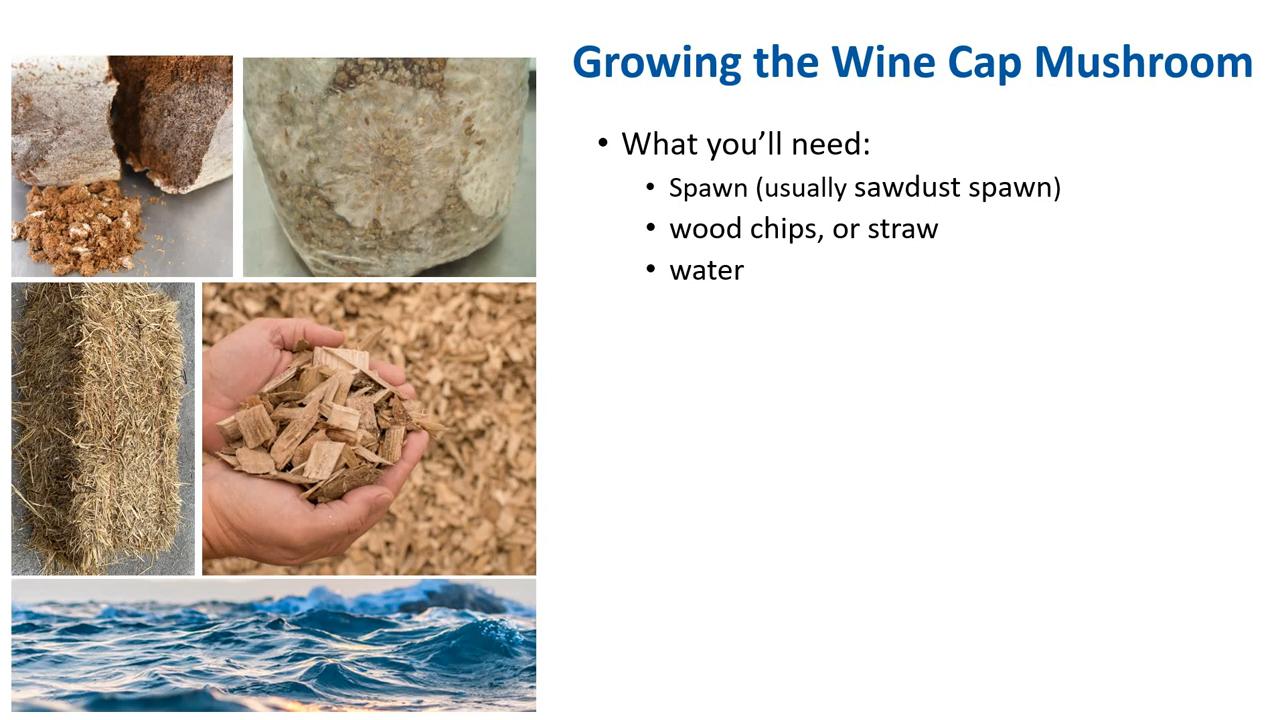 Growing the Wine Cap Mushroom
• What you’ll need:
• Spawn (usually sawdust spawn)
• wood chips, or straw
• water